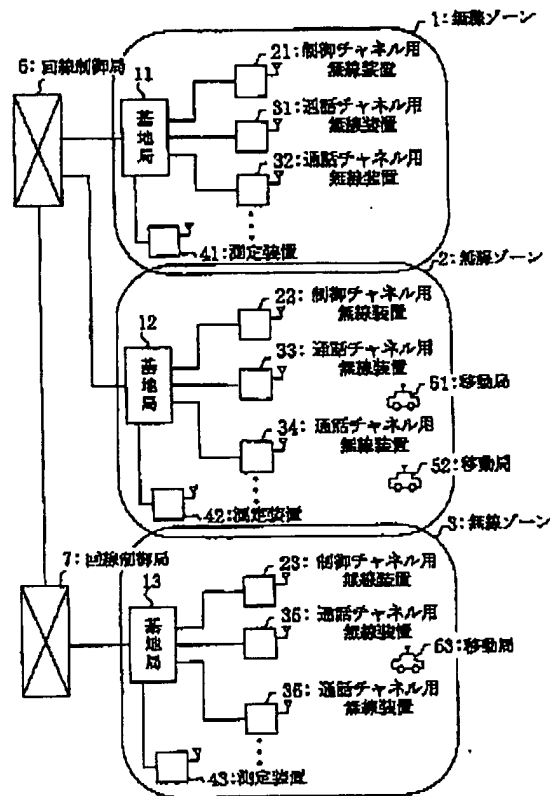 1:無線ゾーン
6:回線制御局
11
基地局
21:制御チャネル用
無線装置
31:通話チャネル用
無線装置
32:通話チャネル用
無線装置
41:測定装置
2:無線ゾーン
12
基地局
22:制御チャネル用
無線装置
33:通話チャネル用
無線装置
51:移動局
34:通話チャネル用
無線装置
52:移動局
42:測定装置
3:無線ゾーン
7:回線制御局
13
基地局
23:制御チャネル用
無線装置
35:通話チャネル用
無線装置
53:移動局
36:通話チャネル用
無線装置
43:測定装置